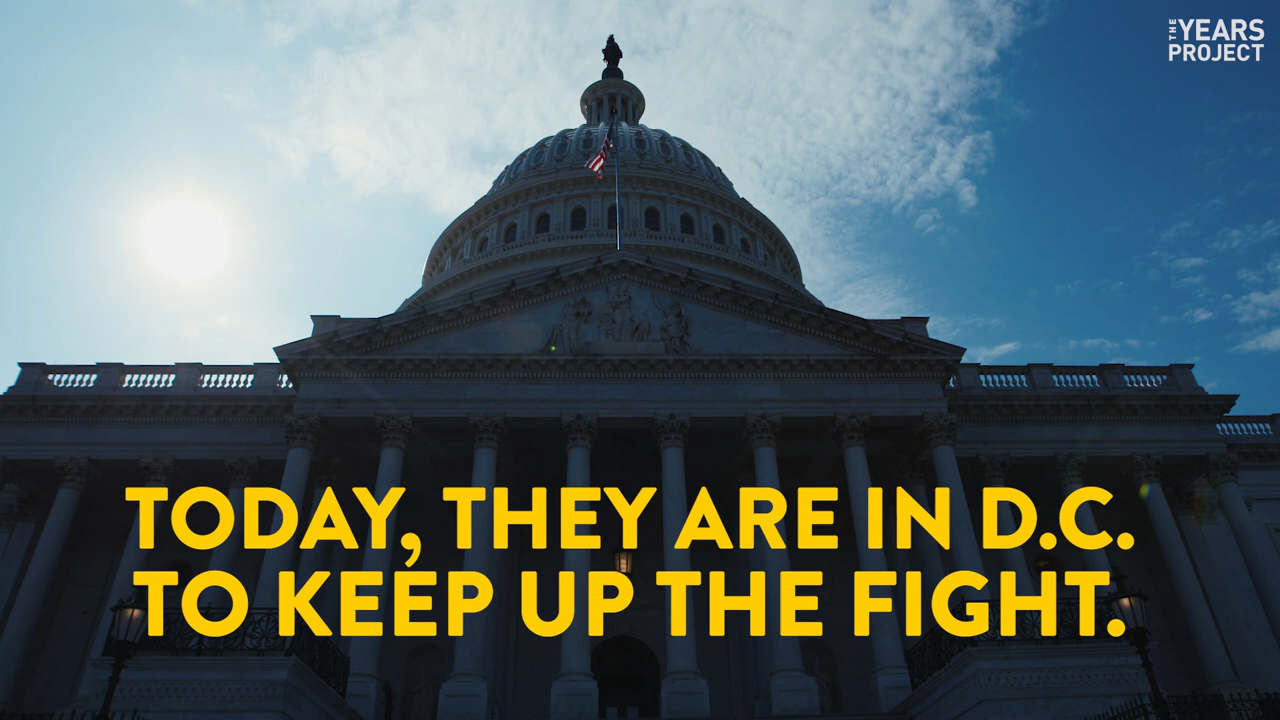 THE YEARS
PROJECT
TODAY, THEY ARE IN D.C.
TO KEEP UP THE FIGHT.